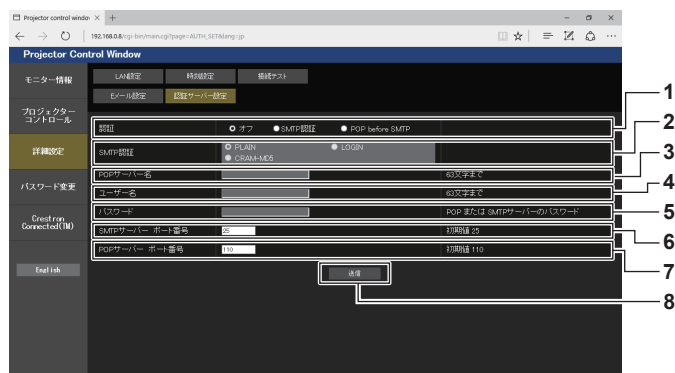 Projector control windo × +
192.168.0.8/cgi-bin/main.cgi?page=AUTH_SET&lang=jp
Projector Control Window
モニター情報
プロジェクター
コントロール
詳細設定
パスワード変更
Crestron
Connected(TM)
English
LAN設定 時刻設定 接続テスト
Eメール設定 認証サーバー設定
認証 オフ SMTP認証 POP before SMTP 1
SMTP認証 PLAIN LOGIN 2
CRAM-MD5
POPサーバー名 63文字まで 3
ユーザー名 63文字まで 4
パスワード POP または SMTPサーバーのパスワード 5
SMTPサーバー ポート番号 25 初期値 25 6
POPサーバー ポート番号 110 初期値 110 7
送信 8